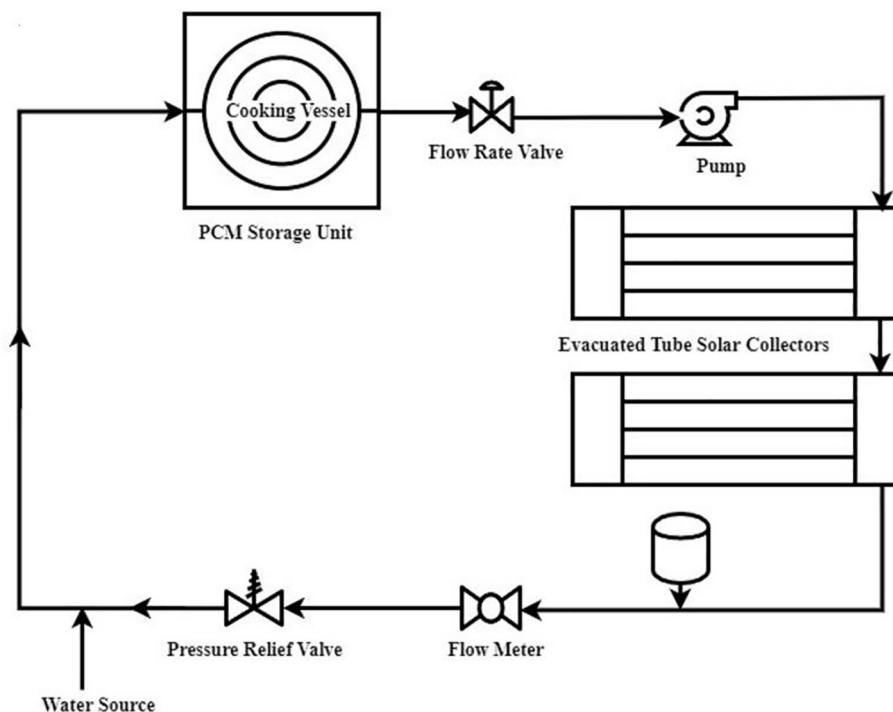 Cooking Vessel
Flow Rate Valve
Pump
PCM Storage Unit
Evacuated Tube Solar Collectors
Pressure Relief Valve
Flow Meter
Water Source